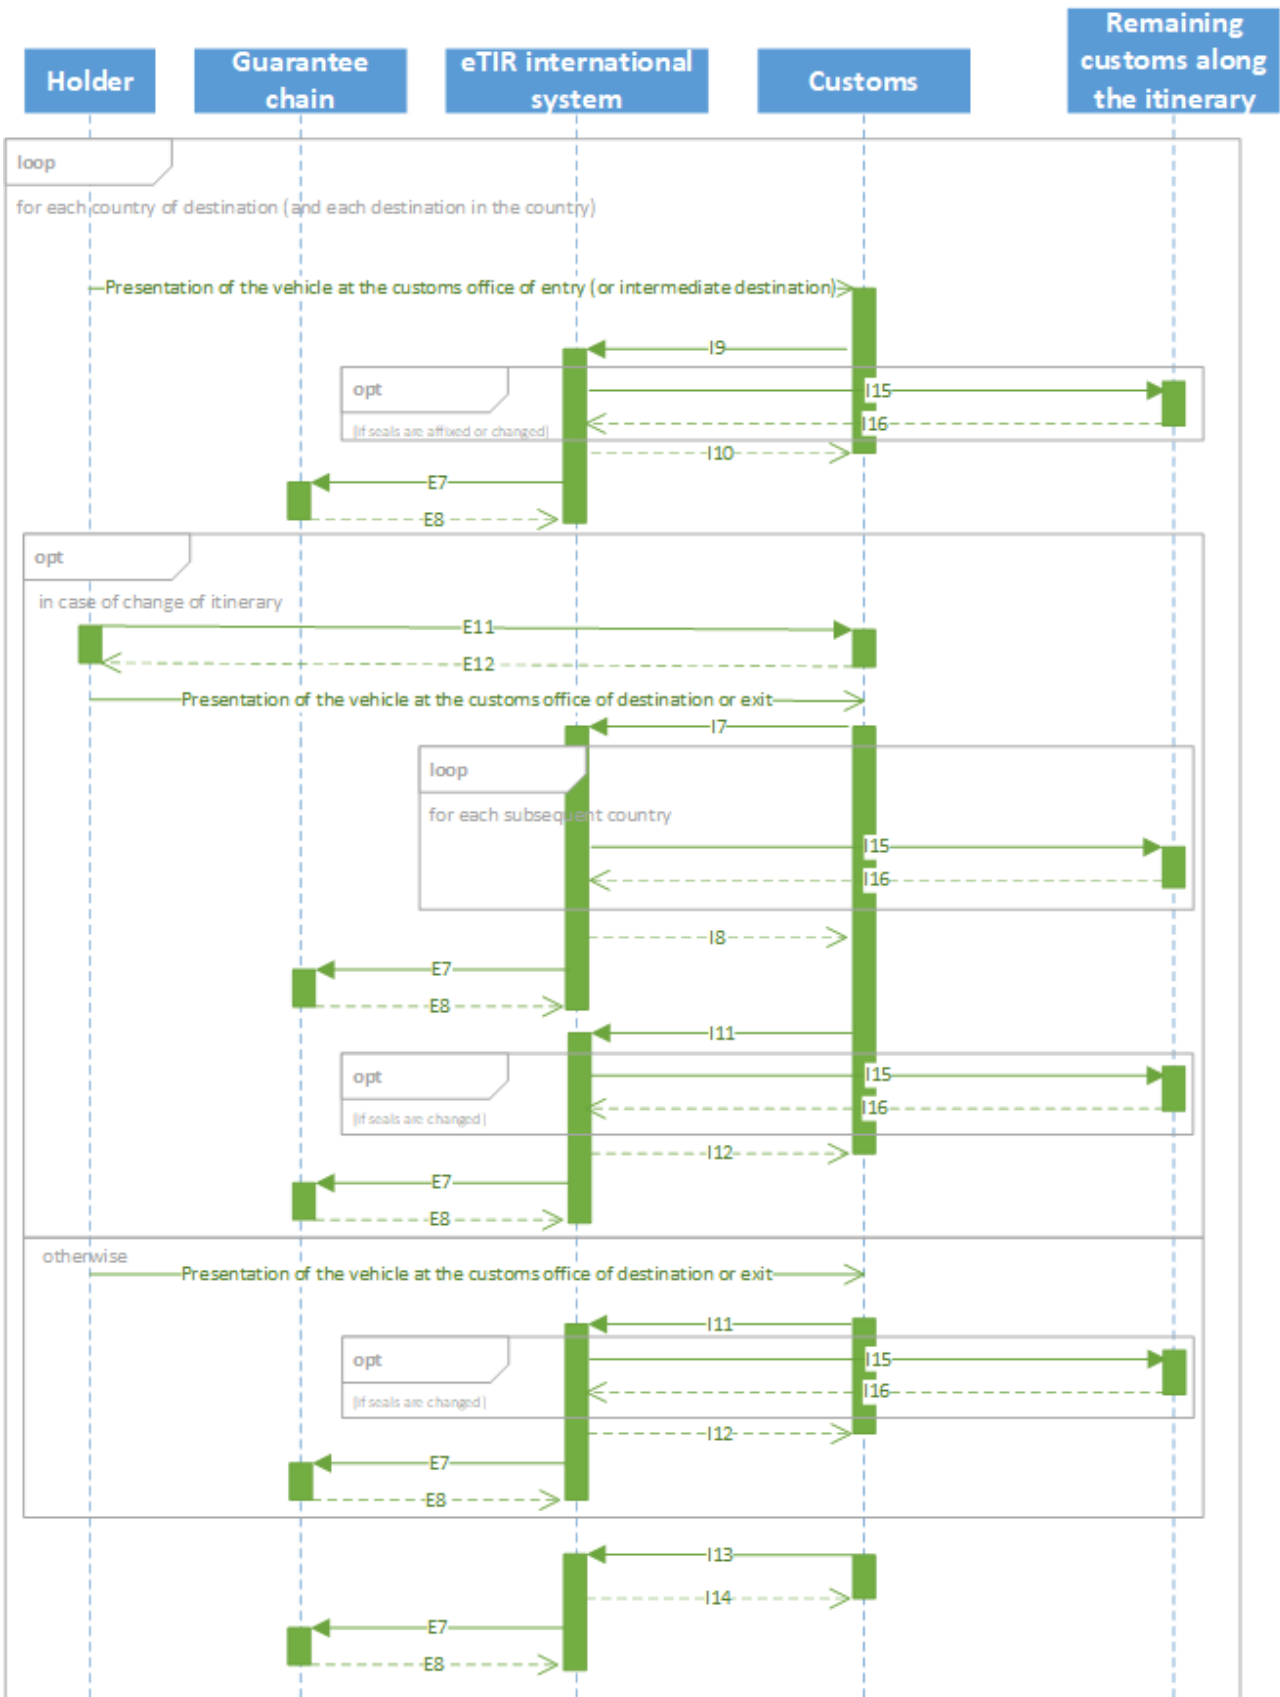 Holder
Guarantee
chain
eTIR international
system
Customs
Remaining
customs along
the itinerary
loop
for each country of destination (and each destination in the country)
Presentation of the vehicle at the customs office of entry (or intermediate destination)
I9
opt
[if seals are affixed or changed]
I15
I16
I10
E7
E8
opt
in case of change of itinerary
E11
E12
Presentation of the vehicle at the customs office of destination or exit
I7
loop
for each subsequent country
I15
I16
I8
E7
E8
I11
opt
[if seals are changed]
I15
I16
I12
E7
E8
otherwise
Presentation of the vehicle at the customs office of destination or exit
I11
opt
[if seals are changed]
I15
I16
I12
E7
E8
I13
I14
E7
E8